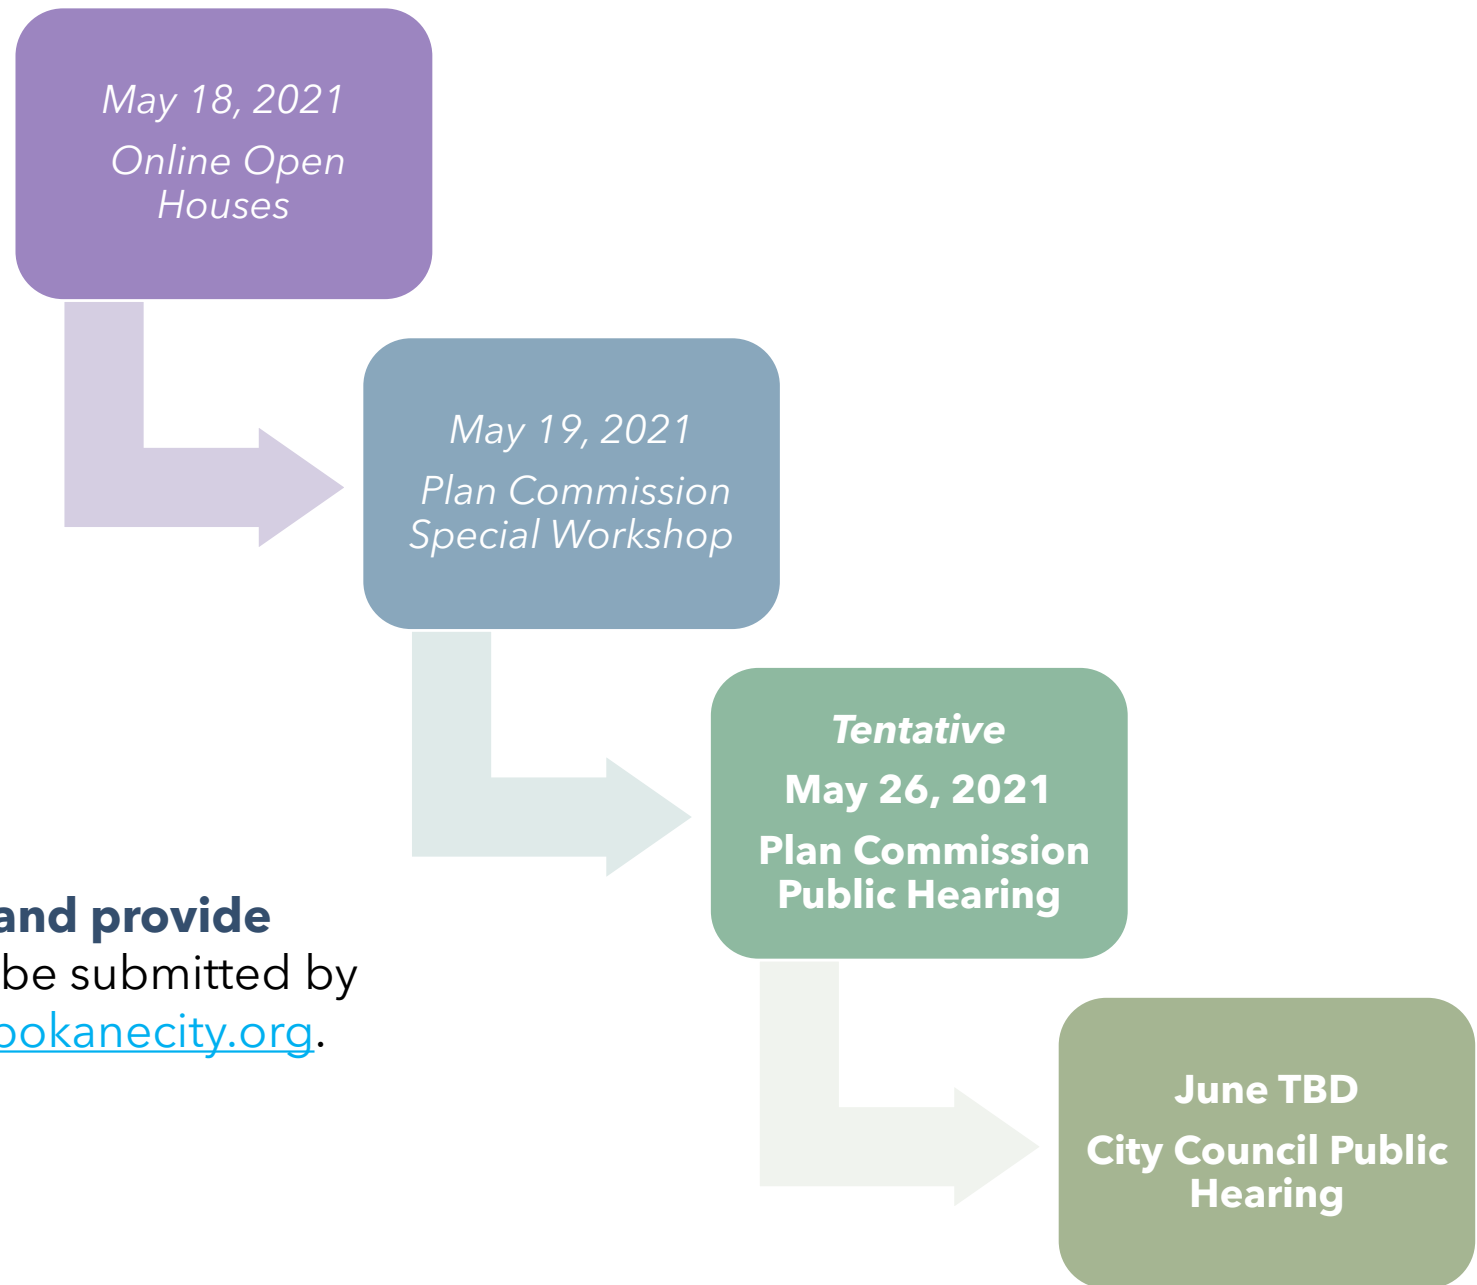 May 18, 2021
Online Open
Houses
May 19, 2021
Plan Commission
Special Workshop
Tentative
May 26, 2021
Plan Commission
Public Hearing
and provide
be submitted by
pokanecity.org.
June TBD
City Council Public
Hearing